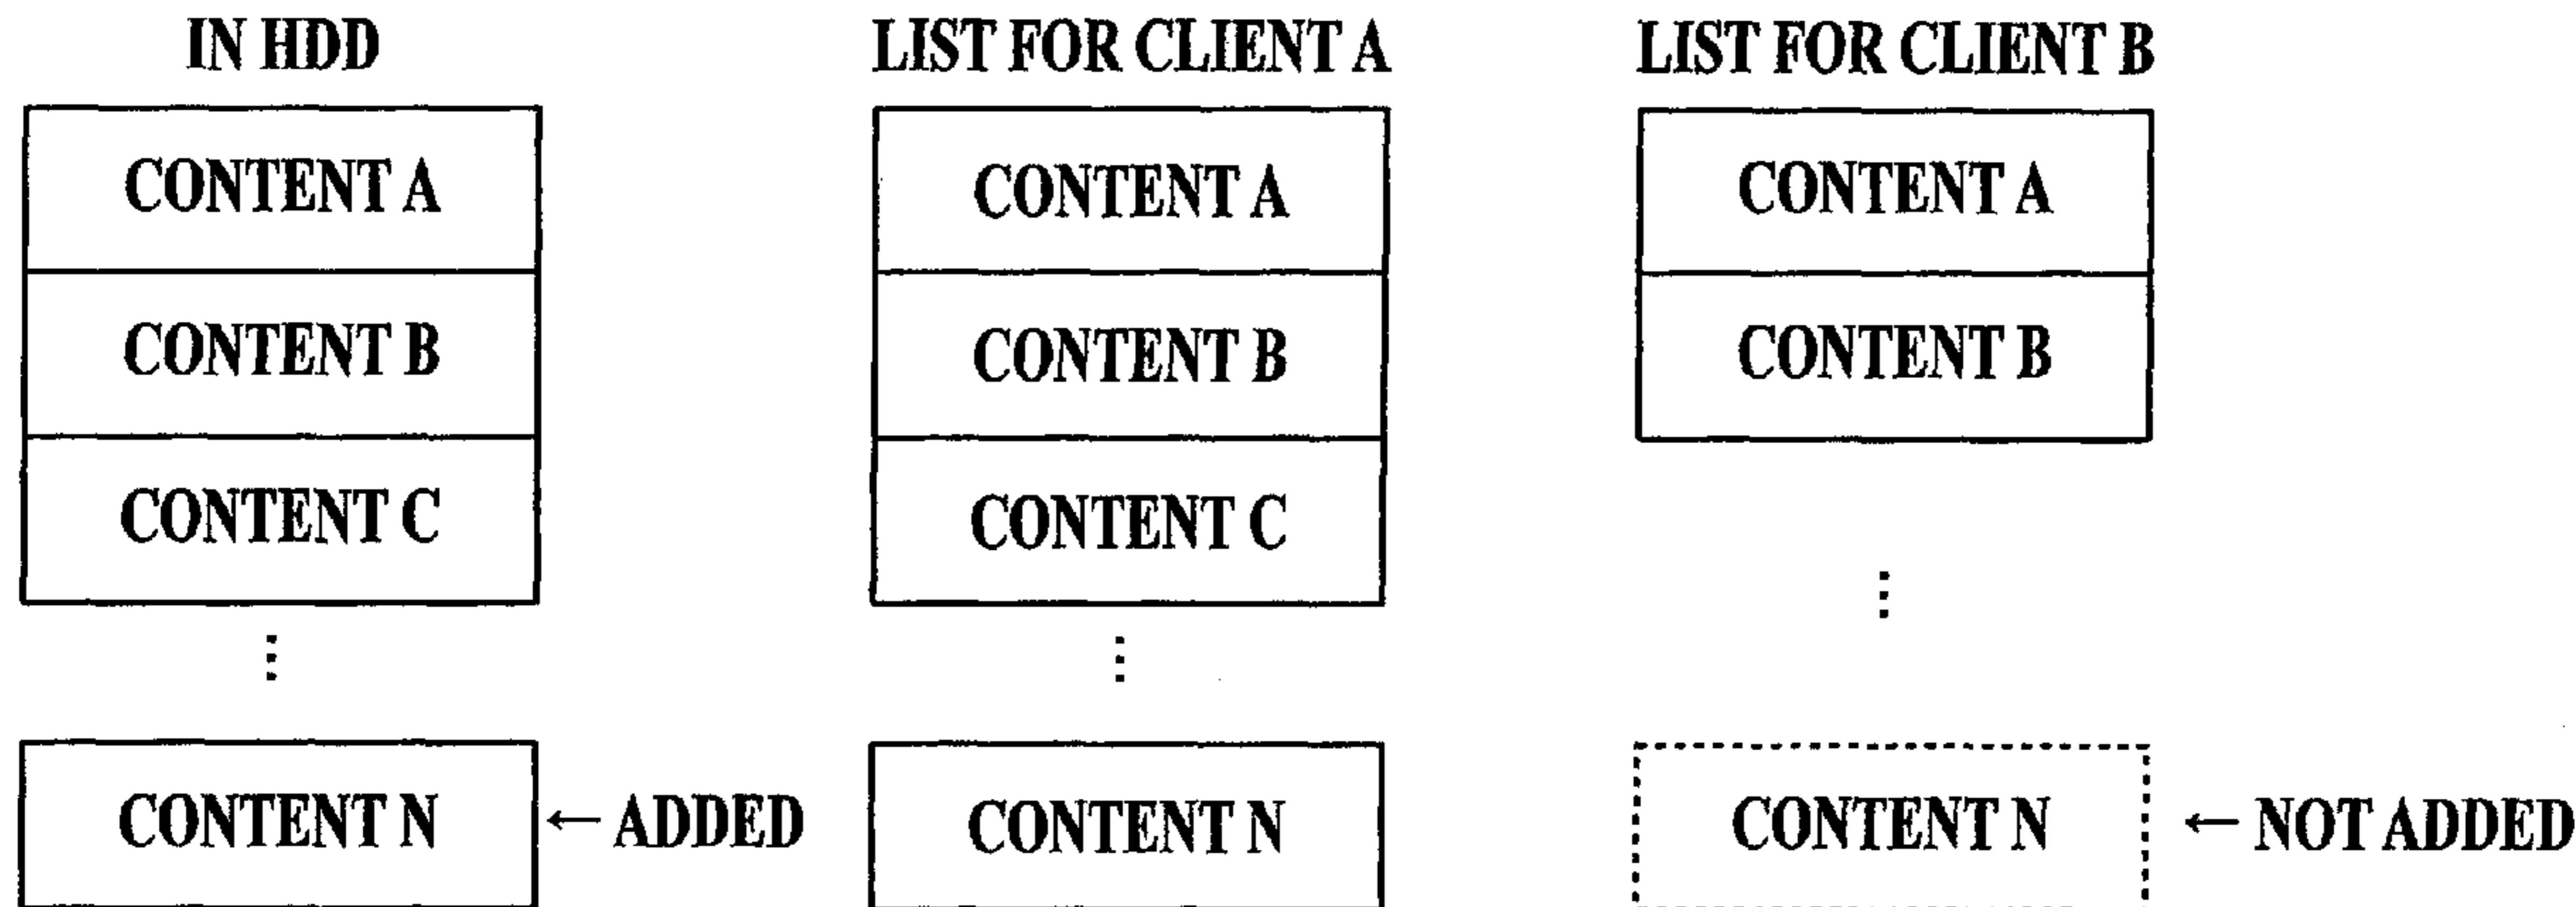 IN HDD
CONTENT A
CONTENT B
CONTENT C
⋮
CONTENT N
← ADDED
LIST FOR CLIENT A
CONTENT A
CONTENT B
CONTENT C
⋮
CONTENT N
LIST FOR CLIENT B
CONTENT A
CONTENT B
⋮
CONTENT N
← NOT ADDED